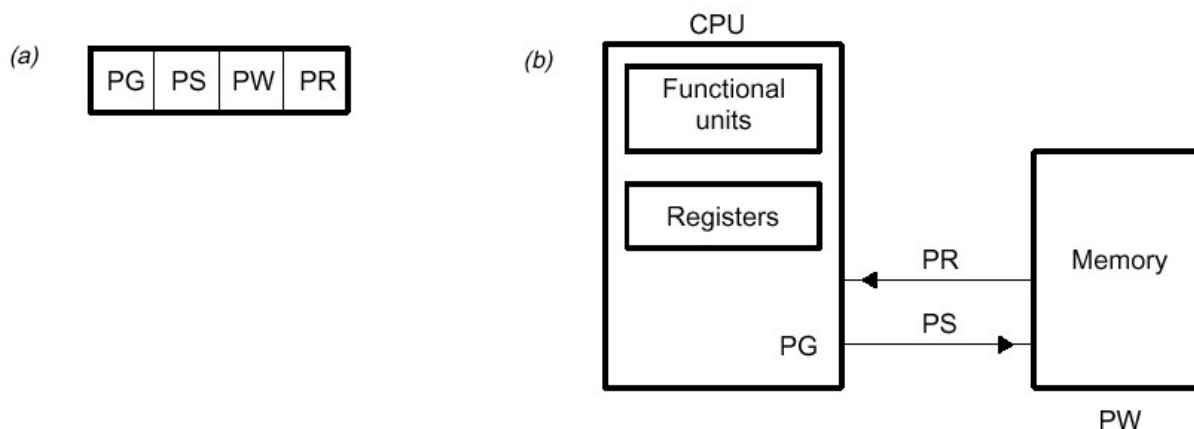 (a)
PG PS PW PR
(b)
CPU
Functional
units
Registers
PR
PS
PG
Memory
PW